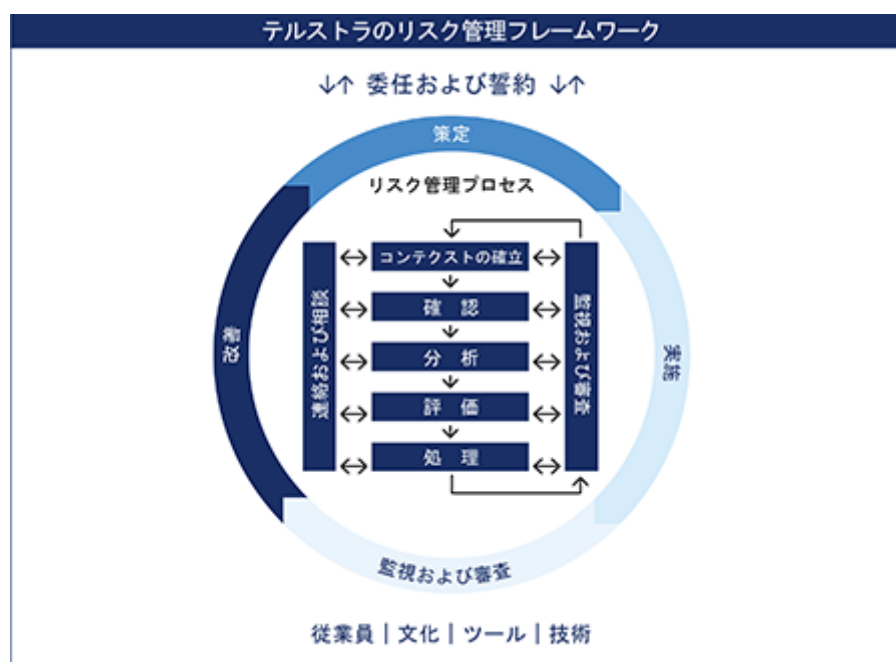 テルストラのリスク管理フレームワーク
↓↑ 委任および誓約 ↓↑
策定
リスク管理プロセス
コンテクストの確立
確認
分析
評価
処理
連絡および相談
監視および審査
改善
実施
監視および審査
従業員｜文化｜ツール｜技術